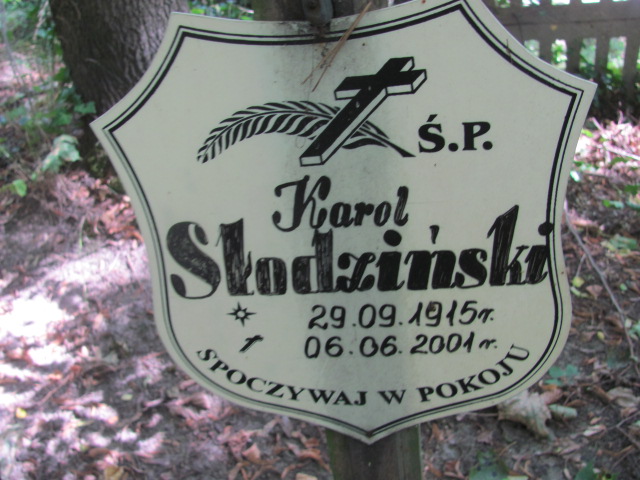 Ś.P.
Karol
Słodziński
29.09.1915r.
06.06.2001r.
SPOCZYWAJ W POKOJU